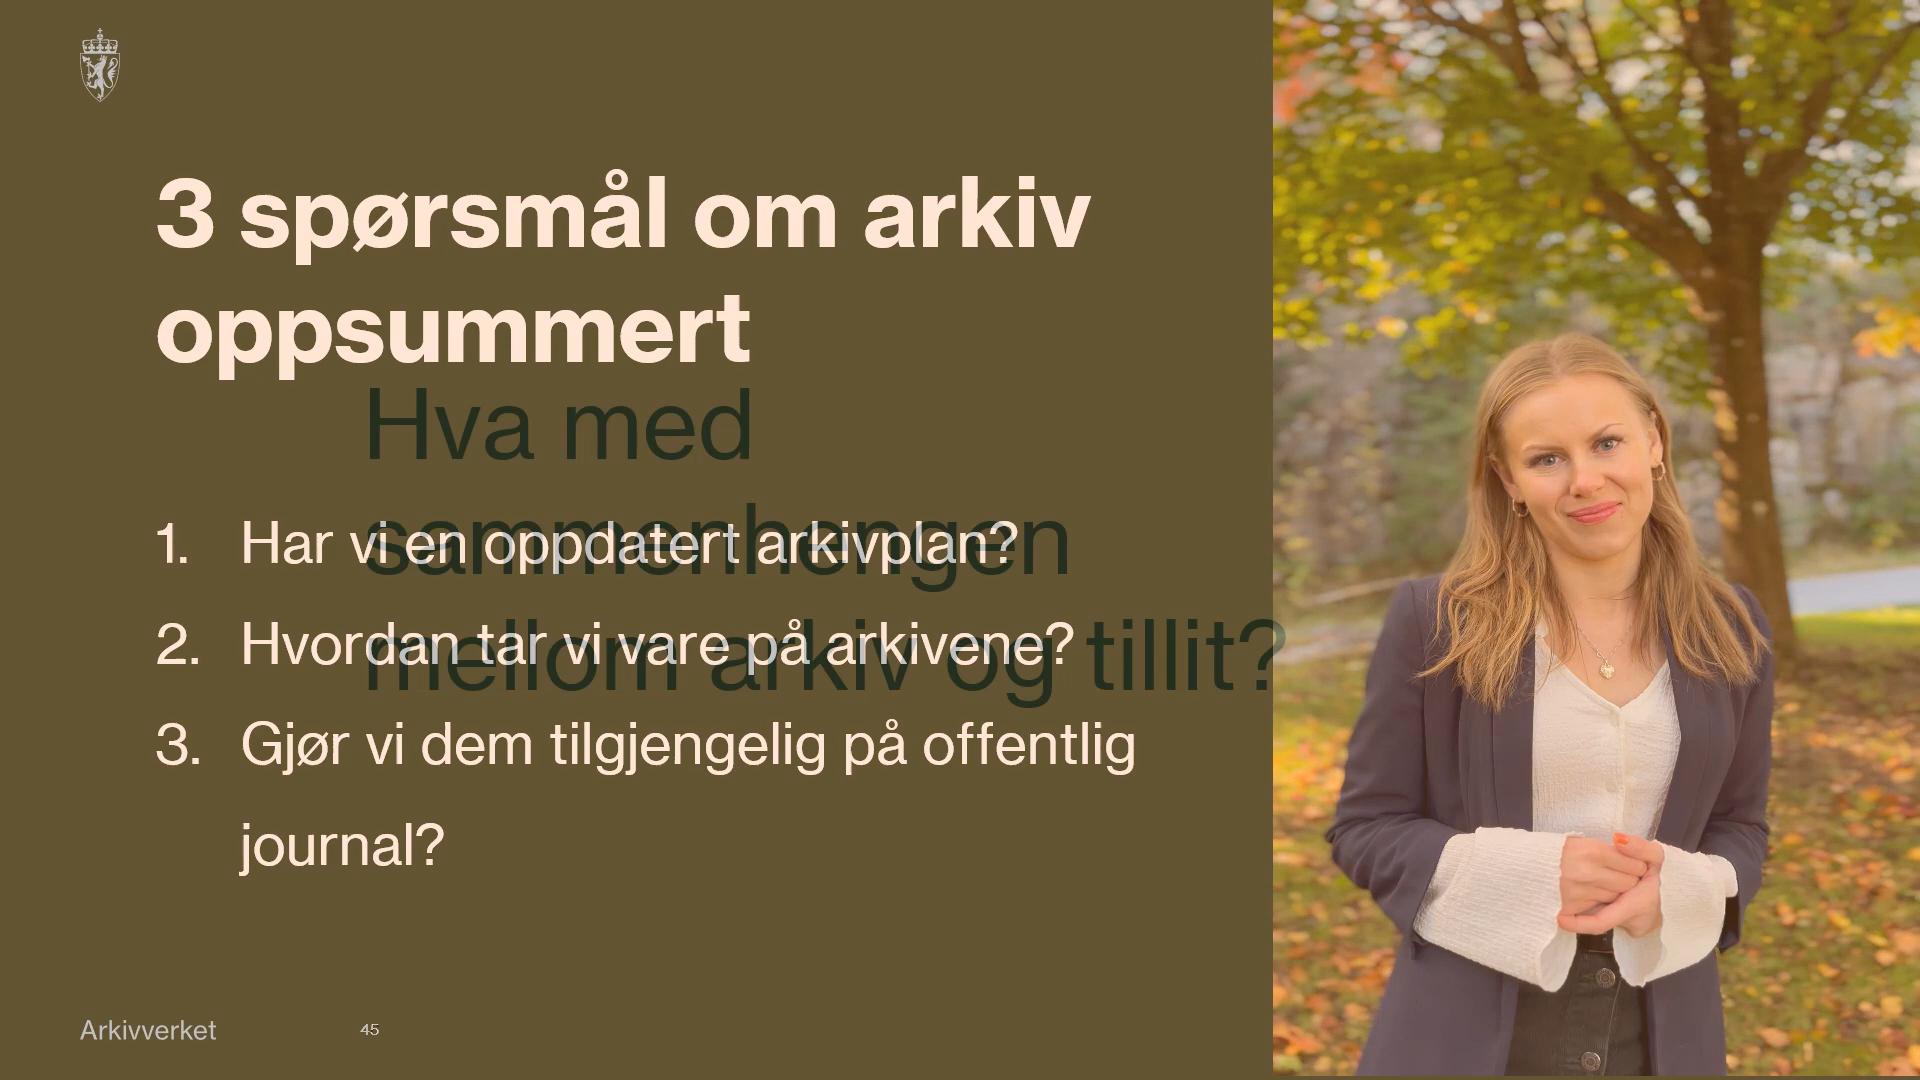 3 spørsmål om arkiv
oppsummert
Hva med
sammenhengen
mellom arkiv og tillit?
1. Har vi en oppdatert arkivplan?
2. Hvordan tar vi vare på arkivene?
3. Gjør vi dem tilgjengelig på offentlig
journal?
Arkivverket
45